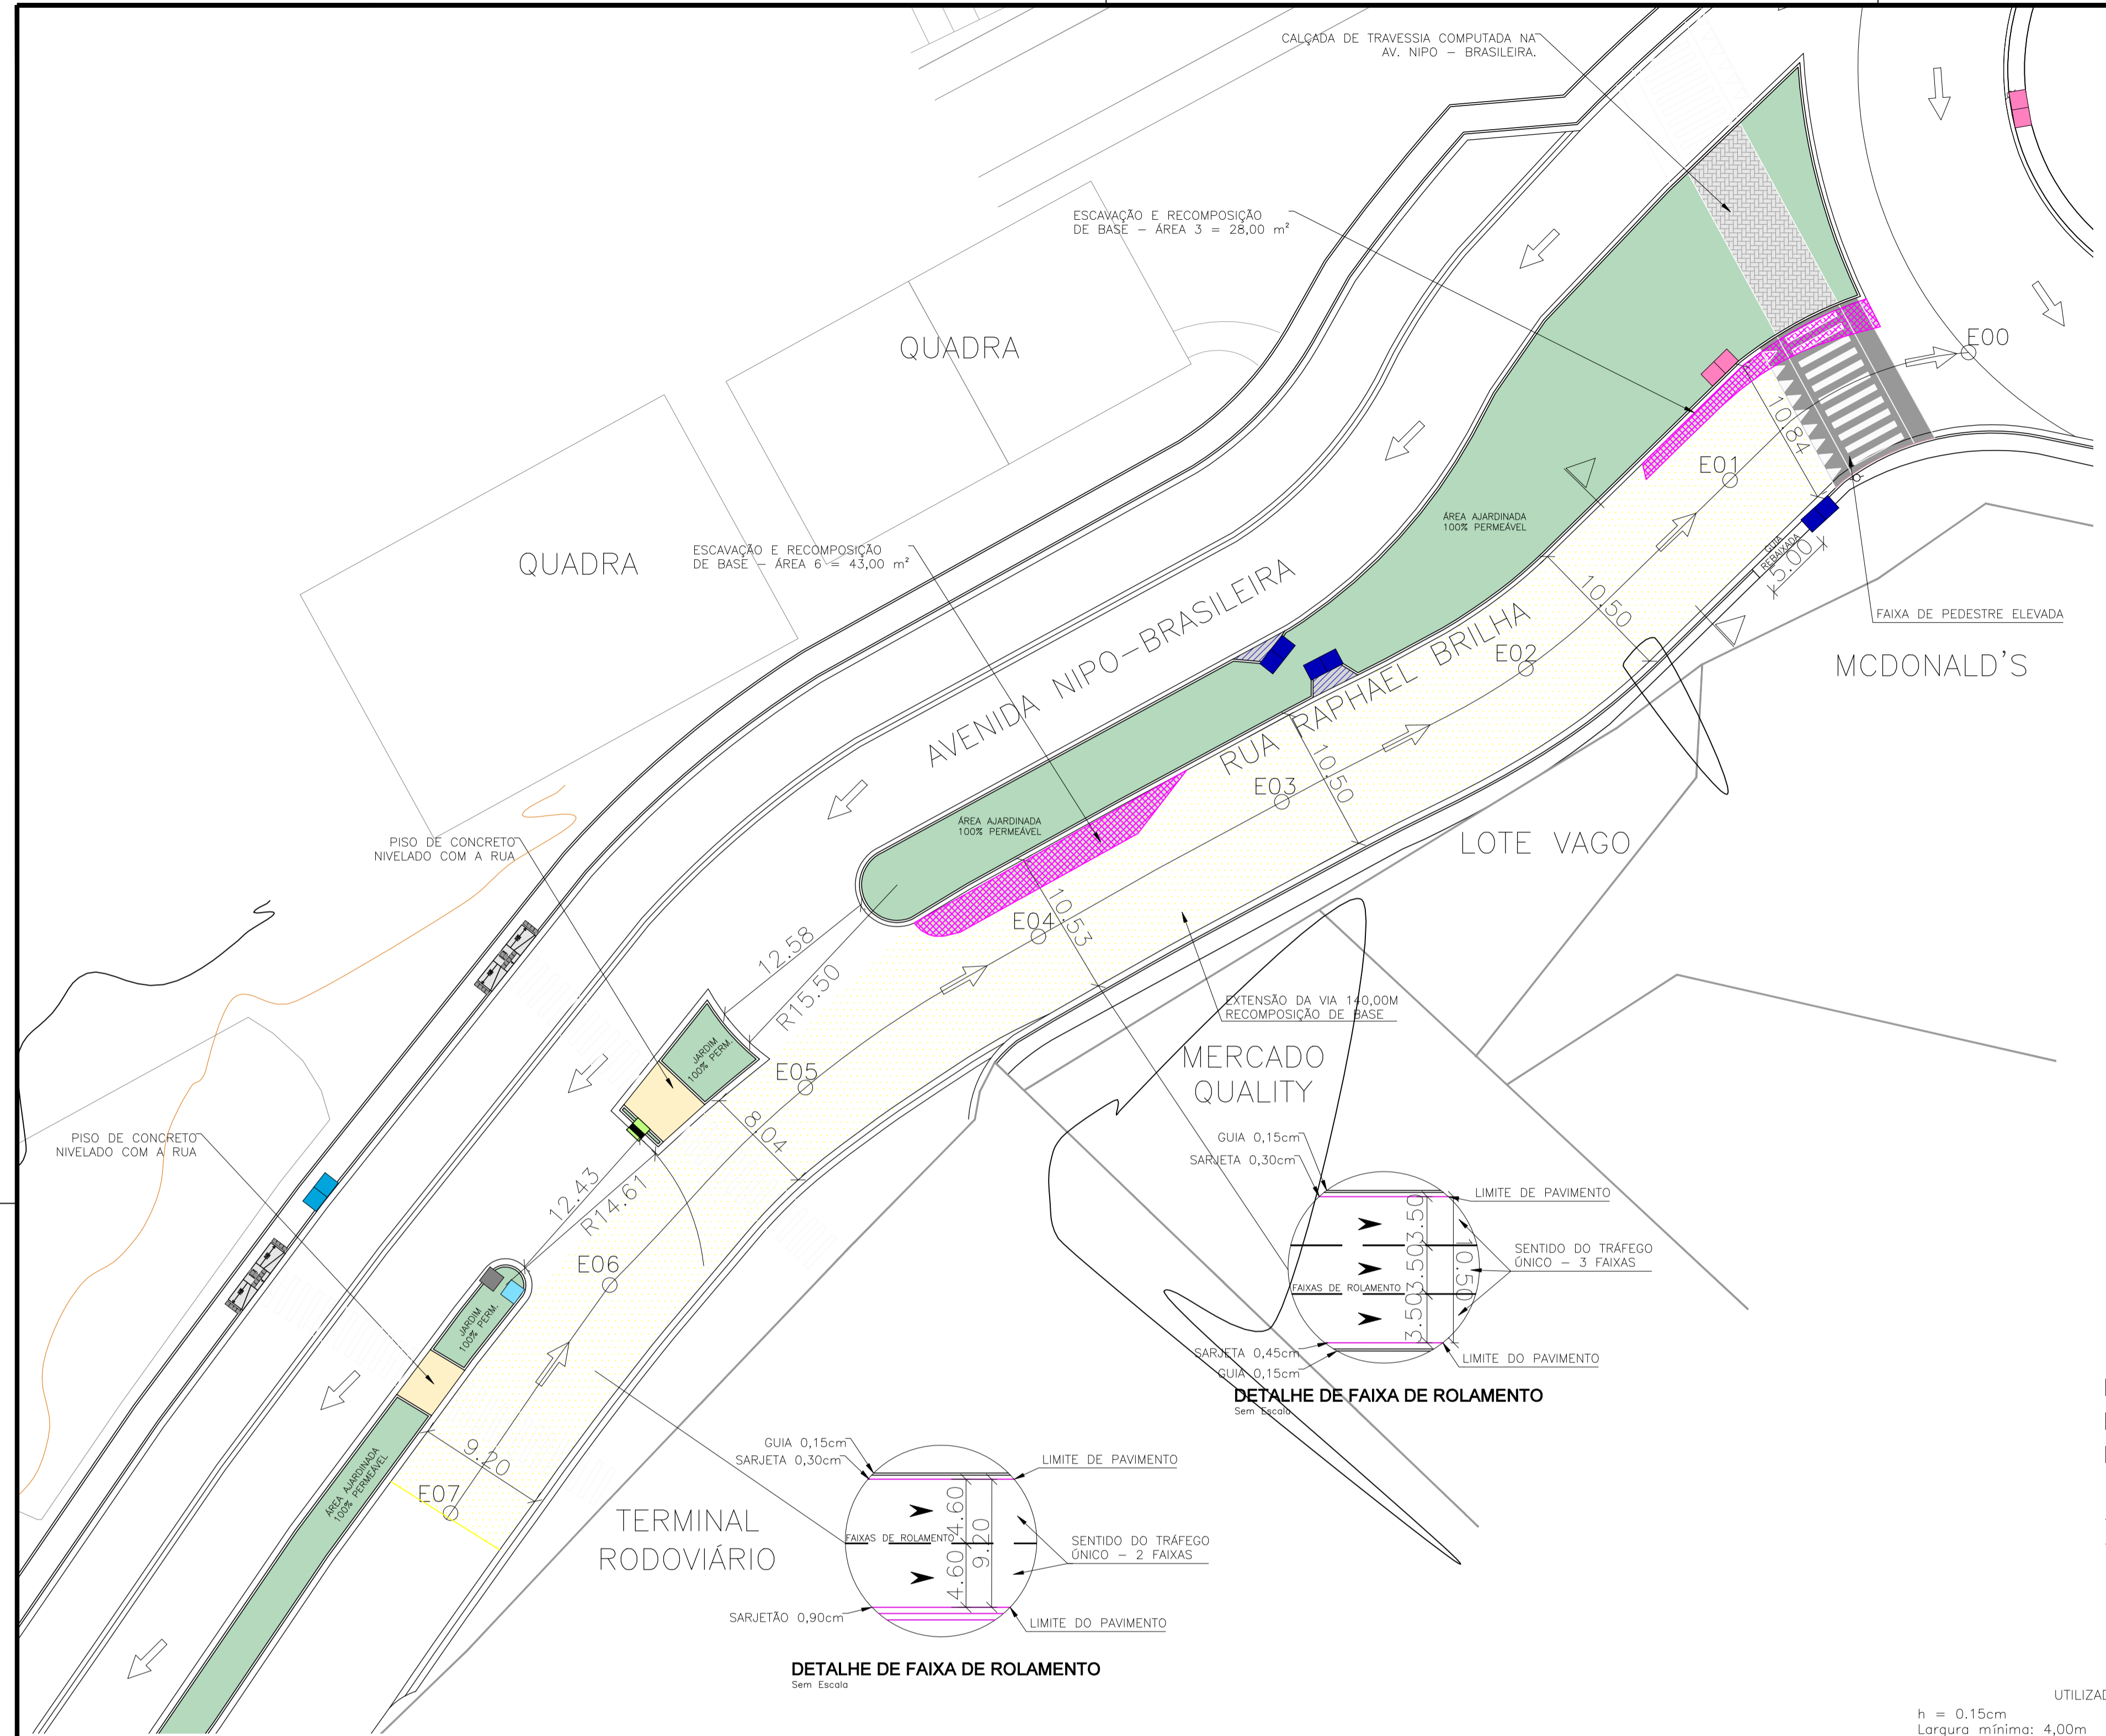 CALÇADA DE TRAVESSIA COMPUTADA NA
AV. NIPO – BRASILEIRA.
ESCAVAÇÃO E RECOMPOSIÇÃO
DE BASE – ÁREA 3 = 28,00 m²
QUADRA
E00
10.84
E01
ÁREA AJARDINADA
100% PERMEÁVEL
GUIA
REBAIXADA
5.00
ESCAVAÇÃO E RECOMPOSIÇÃO
DE BASE – ÁREA 6 = 43,00 m²
QUADRA
10.50
FAIXA DE PEDESTRE ELEVADA
AVENIDA NIPO-BRASILEIRA
RUA RAPHAEL BRILHA
E02
MCDONALD'S
10.50
E03
ÁREA AJARDINADA
100% PERMEÁVEL
LOTE VAGO
PISO DE CONCRETO
NIVELADO COM A RUA
E04
10.53
12.58
R15.50
EXTENSÃO DA VIA 140,00M
RECOMPOSIÇÃO DE BASE
JARDIM
100% PERM.
MERCADO
QUALITY
E05
8.04
PISO DE CONCRETO
NIVELADO COM A RUA
12.43
R14.61
E06
GUIA 0,15cm
SARJETA 0,30cm
LIMITE DE PAVIMENTO
3.50
3.50
3.50
10.50
SENTIDO DO TRÁFEGO
ÚNICO – 3 FAIXAS
FAIXAS DE ROLAMENTO
SARJETA 0,45cm
GUIA 0,15cm
LIMITE DO PAVIMENTO
DETALHE DE FAIXA DE ROLAMENTO
Sem Escala
JARDIM
100% PERM.
9.20
ÁREA AJARDINADA
100% PERMEÁVEL
E07
TERMINAL
RODOVIÁRIO
GUIA 0,15cm
SARJETA 0,30cm
LIMITE DE PAVIMENTO
4.60
4.60
9.20
FAIXAS DE ROLAMENTO
SENTIDO DO TRÁFEGO
ÚNICO – 2 FAIXAS
SARJETÃO 0,90cm
LIMITE DO PAVIMENTO
DETALHE DE FAIXA DE ROLAMENTO
Sem Escala
h = 0.15cm
Largura mínima: 4,00m